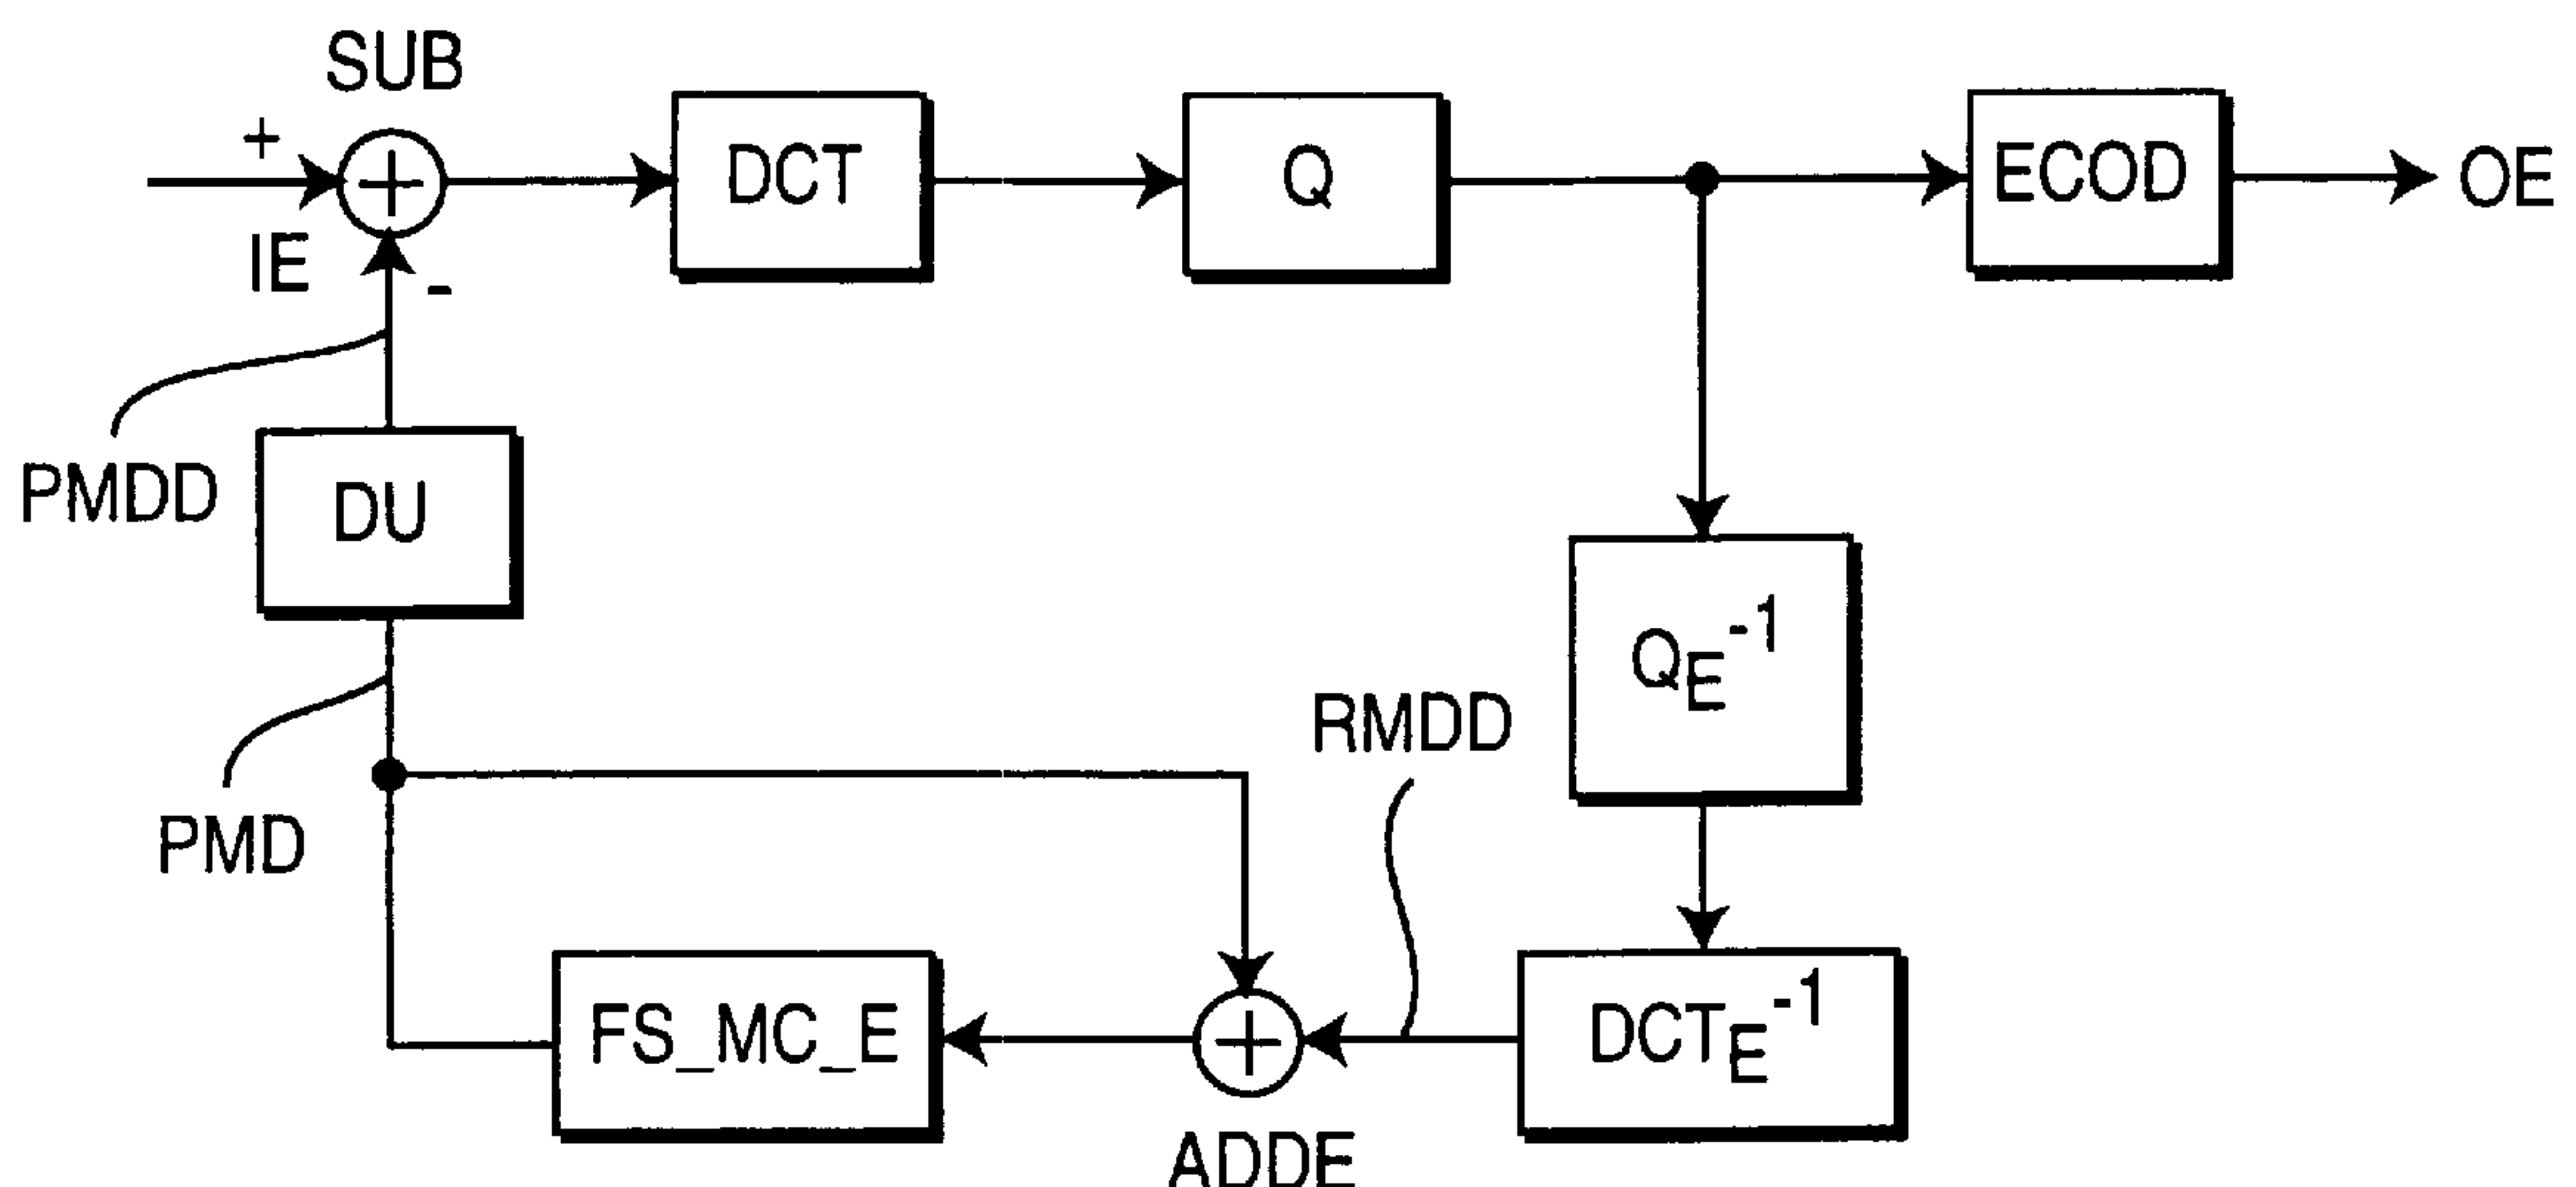 SUB
+
IE
-
+
DCT
Q
ECOD
OE
PMDD
DU
QE-1
RMDD
PMD
FS_MC_E
+
DCTE-1
ADDE